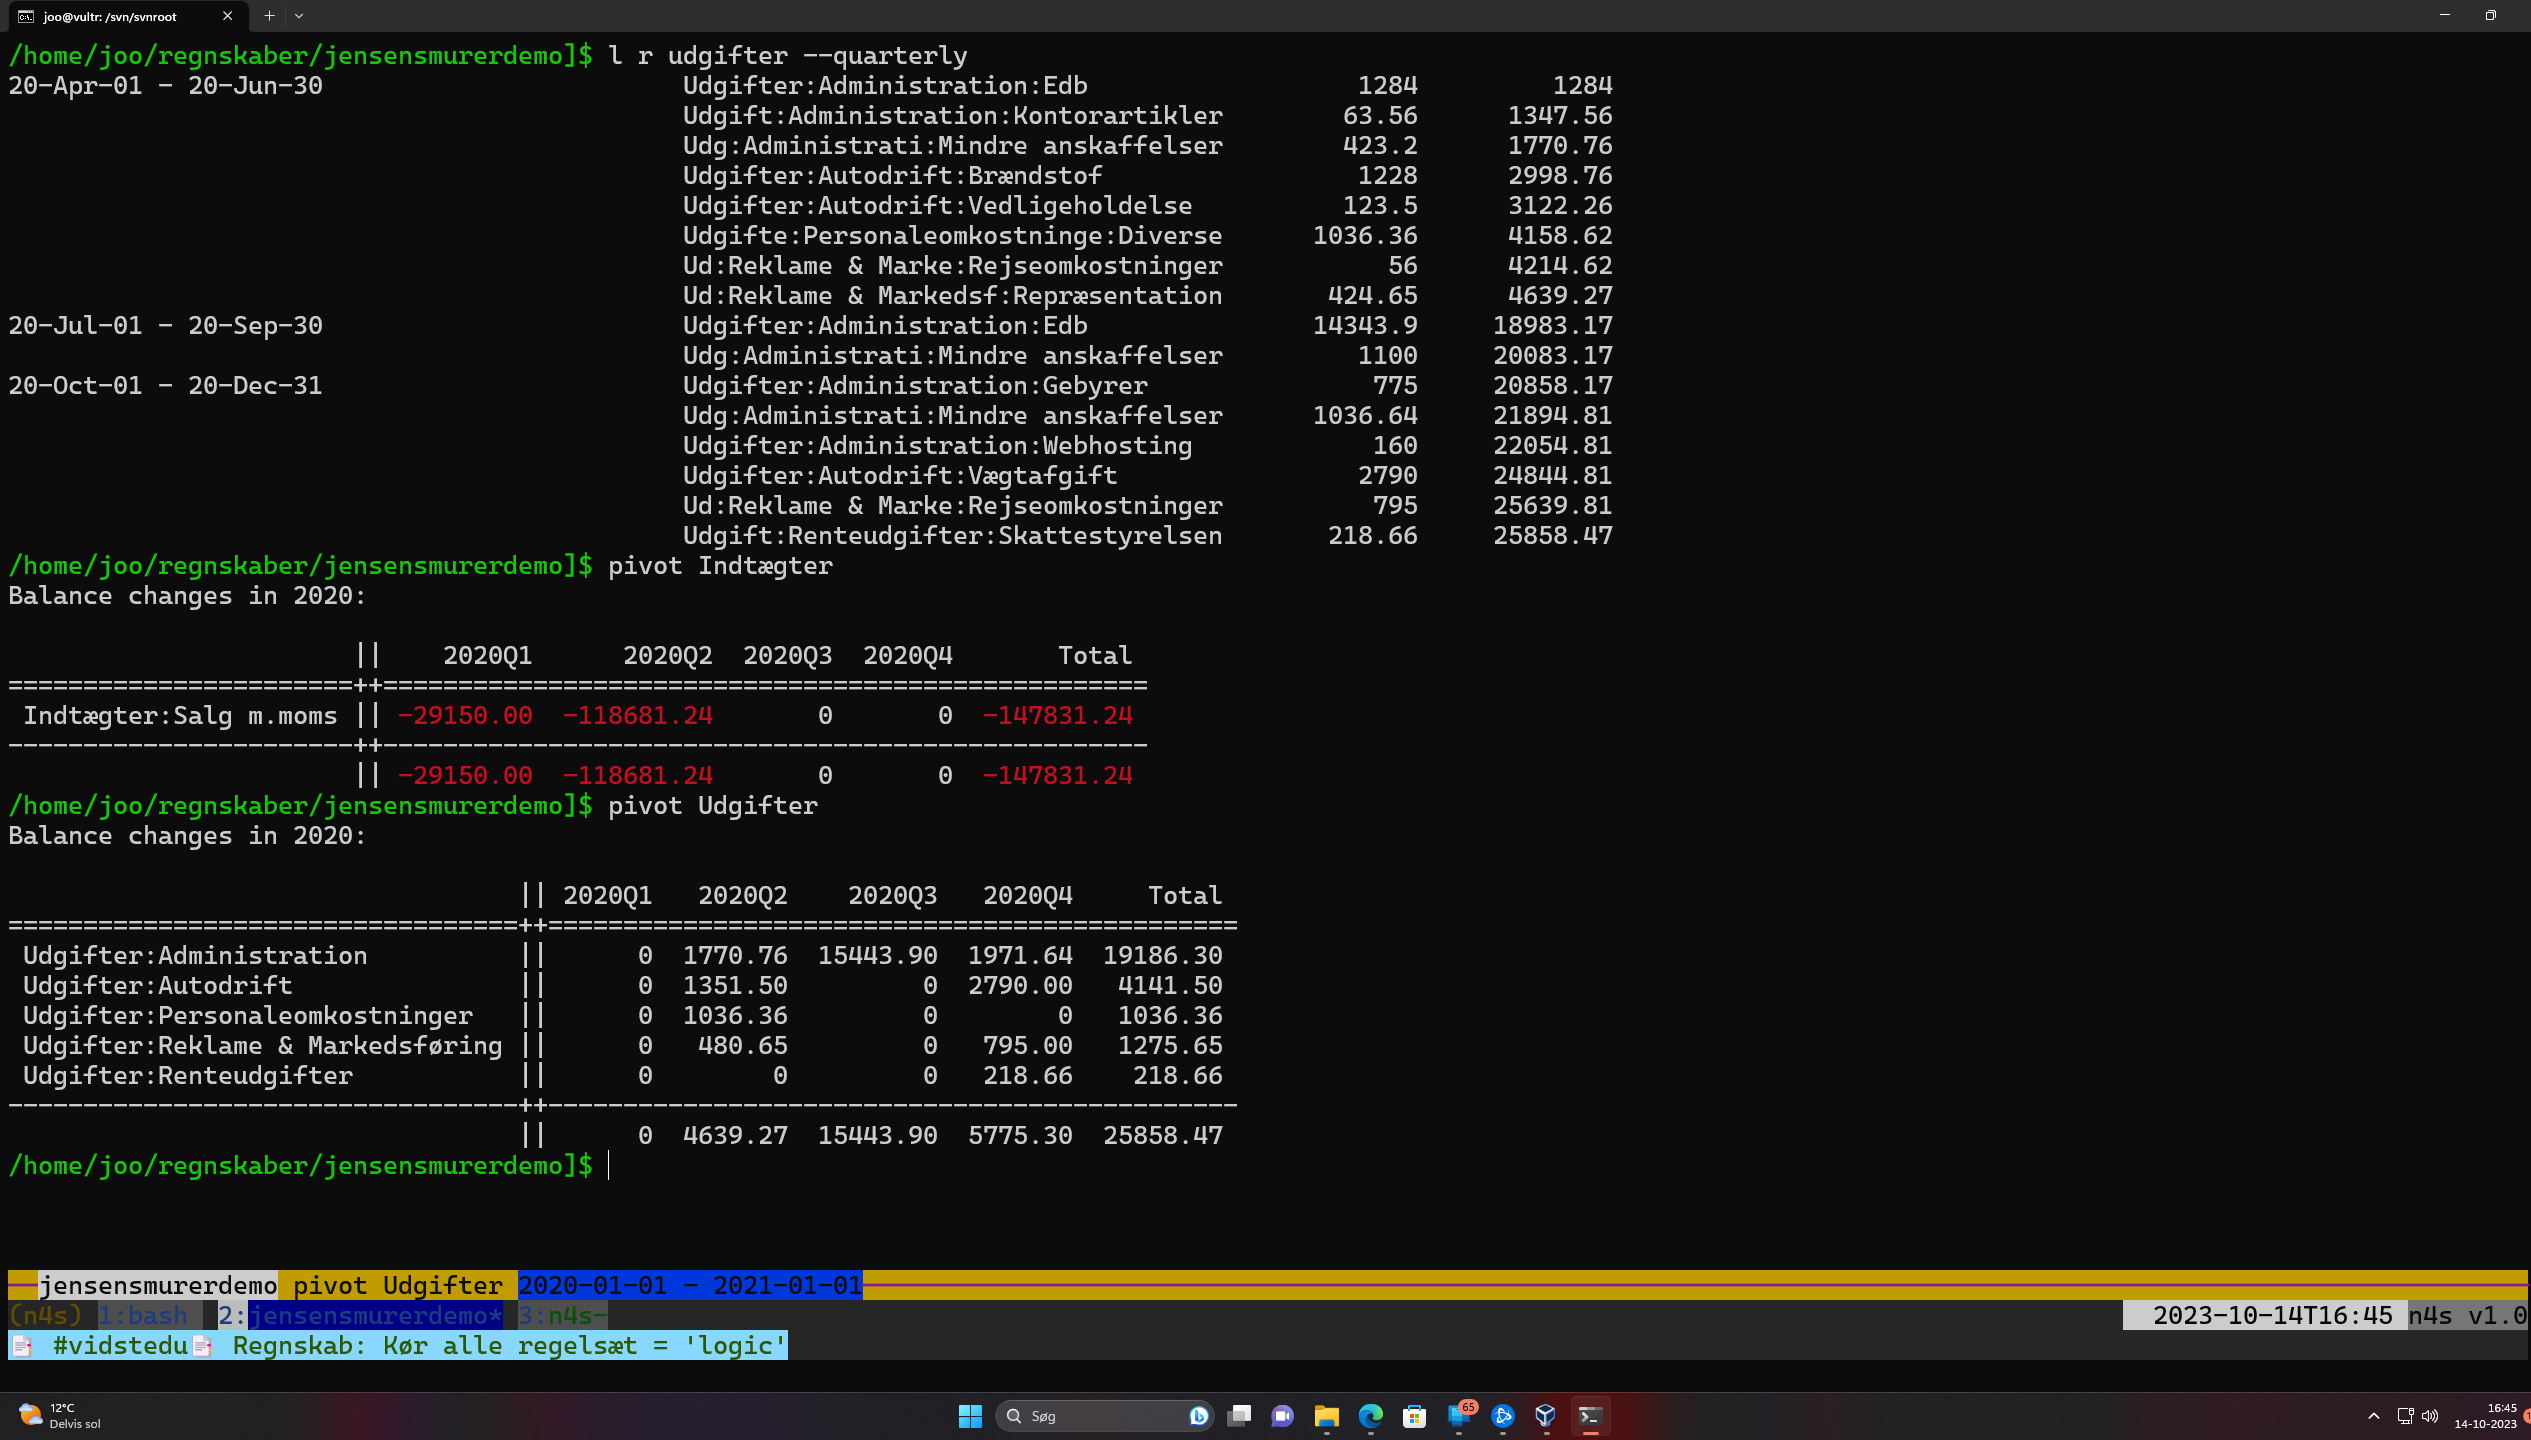 joo@vultr: /svn/svnroot
/home/joo/regnskaber/jensensmurerdemo]$ l r udgifter --quarterly
20-Apr-01 - 20-Jun-30 Udgifter:Administration:Edb 1284 1284
Udgift:Administration:Kontorartikler 63.56 1347.56
Udg:Administrati:Mindre anskaffelser 423.2 1770.76
Udgifter:Autodrift:Brændstof 1228 2998.76
Udgifter:Autodrift:Vedligeholdelse 123.5 3122.26
Udgifte:Personaleomkostninge:Diverse 1036.36 4158.62
Ud:Reklame & Marke:Rejseomkostninger 56 4214.62
Ud:Reklame & Markedsf:Repræsentation 424.65 4639.27
20-Jul-01 - 20-Sep-30 Udgifter:Administration:Edb 14343.9 18983.17
Udg:Administrati:Mindre anskaffelser 1100 20083.17
20-Oct-01 - 20-Dec-31 Udgifter:Administration:Gebyrer 775 20858.17
Udg:Administrati:Mindre anskaffelser 1036.64 21894.81
Udgifter:Administration:Webhosting 160 22054.81
Udgifter:Autodrift:Vægtafgift 2790 24844.81
Ud:Reklame & Marke:Rejseomkostninger 795 25639.81
Udgift:Renteudgifter:Skattestyrelsen 218.66 25858.47
/home/joo/regnskaber/jensensmurerdemo]$ pivot Indtægter
Balance changes in 2020:
|| 2020Q1 2020Q2 2020Q3 2020Q4 Total
=======================++===================================================
Indtægter:Salg m.moms || -29150.00 -118681.24 0 0 -147831.24
-----------------------++---------------------------------------------------
|| -29150.00 -118681.24 0 0 -147831.24
/home/joo/regnskaber/jensensmurerdemo]$ pivot Udgifter
Balance changes in 2020:
|| 2020Q1 2020Q2 2020Q3 2020Q4 Total
==================================++==============================================
Udgifter:Administration || 0 1770.76 15443.90 1971.64 19186.30
Udgifter:Autodrift || 0 1351.50 0 2790.00 4141.50
Udgifter:Personaleomkostninger || 0 1036.36 0 0 1036.36
Udgifter:Reklame & Markedsføring || 0 480.65 0 795.00 1275.65
Udgifter:Renteudgifter || 0 0 0 218.66 218.66
----------------------------------++----------------------------------------------
|| 0 4639.27 15443.90 5775.30 25858.47
/home/joo/regnskaber/jensensmurerdemo]$
jensensmurerdemo pivot Udgifter 2020-01-01 - 2021-01-01
(n4s) 1:bash 2:jensensmurerdemo* 3:n4s- 2023-10-14T16:45 n4s v1.0
#vidstedu Regnskab: Kør alle regelsæt = 'logic'
12°C
Delvis sol
Søg
65
16:45
14-10-2023